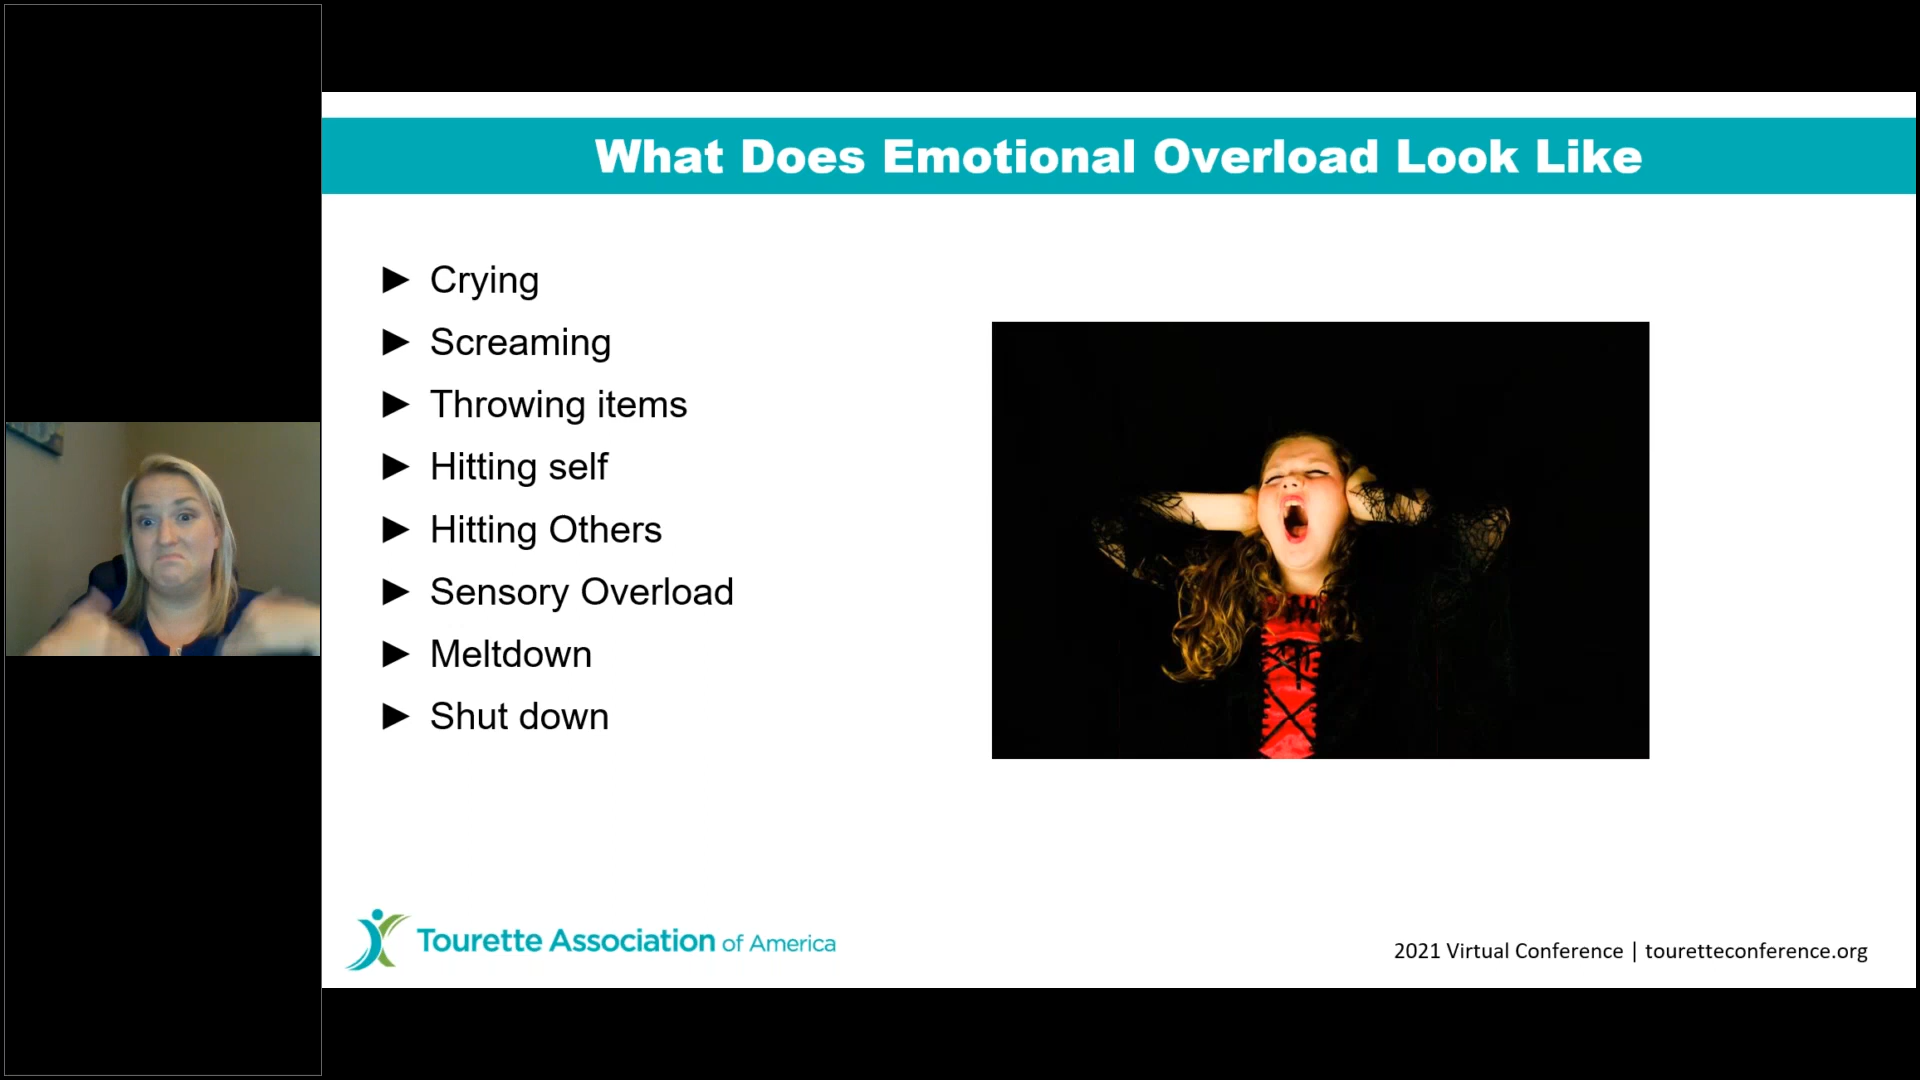 What Does Emotional Overload Look Like
► Crying
► Screaming
► Throwing items
► Hitting self
► Hitting Others
► Sensory Overload
► Meltdown
► Shut down
Tourette Association of America
2021 Virtual Conference | touretteconference.org